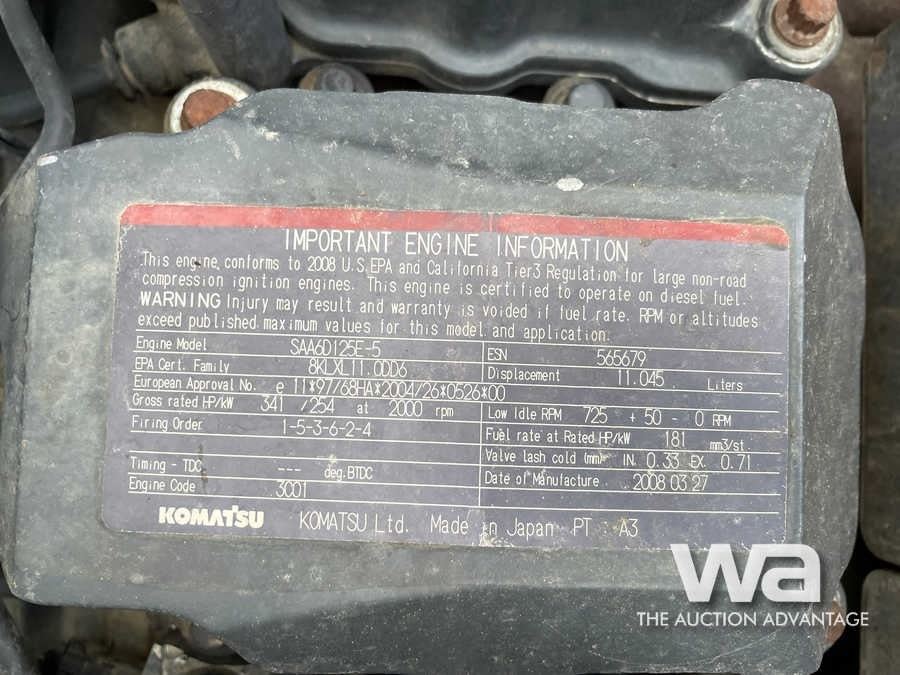 IMPORTANT ENGINE INFORMATION
This engine conforms to 2008 U.S.EPA and California Tier3 Regulation for large non-road
compression ignition engines. This engine is certified to operate on diesel fuel.
WARNING Injury may result and warranty is voided if fuel rate. RPM or altitudes
exceed published maximum values for this model and application.
Engine Model SAA6D125E-5 ESN 565679
EPA Cert. Family 8KLXL11.0DD6 Displacement 11.045 Liters
European Approval No. e 11*97/68HA*2004/26*0526*00
Gross rated HP/kW 341 /254 at 2000 rpm Low Idle RPM 725 +50 - 0 RPM
Firing Order 1-5-3-6-2-4 Fuel rate at Rated HP/kW 181 mm3/st.
Valve lash cold (mm) IN. 0.33 EX. 0.71
Timing - TDC --- deg.BTDC Date of Manufacture 2008 03 27
Engine Code 3C01
KOMATSU KOMATSU Ltd. Made in Japan PT A3
wa
THE AUCTION ADVANTAGE